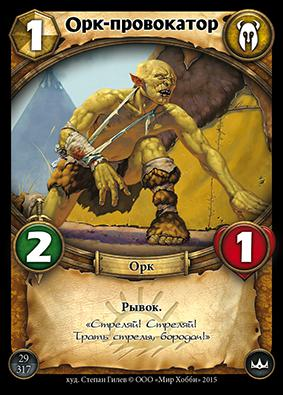 1
Орк-провокатор
2
1
Орк
Рывок.
«Стреляй! Стреляй!
Трать стрелы, бородач!»
29
317
худ. Степан Гилев © ООО «Мир Хобби» 2015